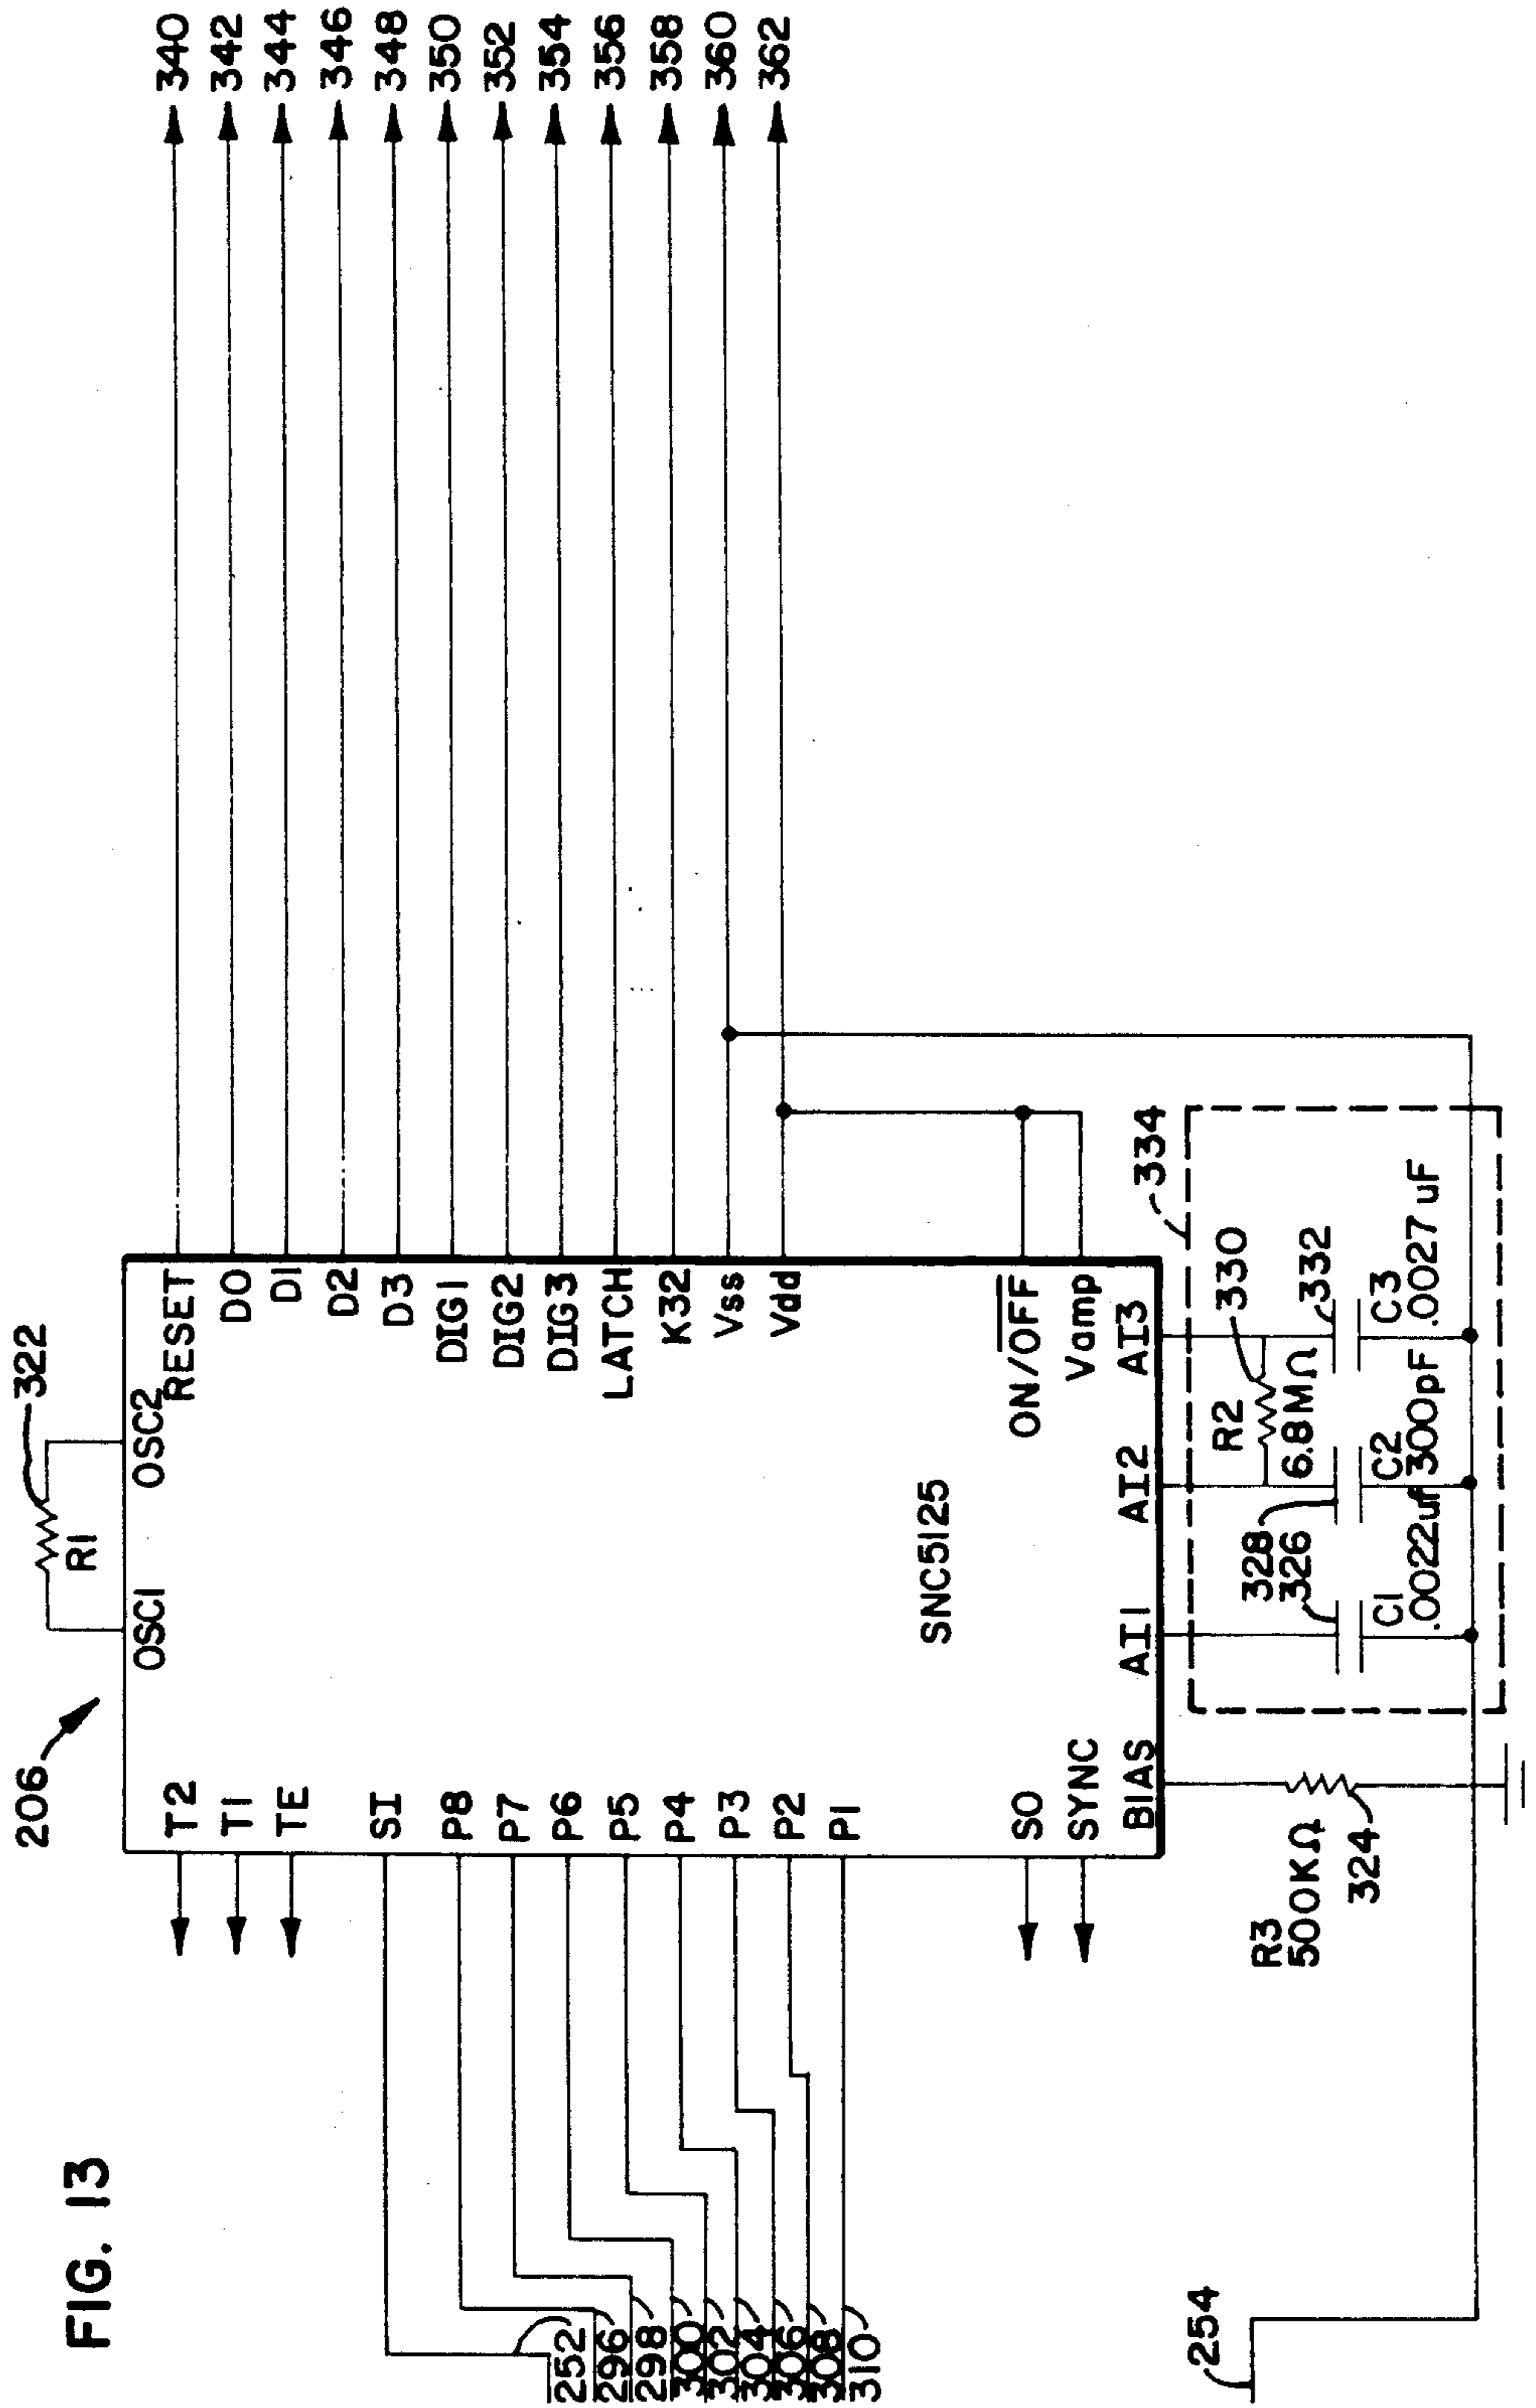 FIG. 13
206
322
R1
OSC1
OSC2
T2
T1
TE
SI
P8
P7
P6
P5
P4
P3
P2
P1
SO
SYNC
BIAS
252
296
298
300
302
304
306
308
310
254
RESET
D0
D1
D2
D3
DIG1
DIG2
DIG3
LATCH
K32
Vss
Vdd
ON/OFF
Vamp
340
342
344
346
348
350
352
354
356
358
360
362
SNC5125
AI1
AI2
AI3
334
R3
500KΩ
324
328
326
C1
.0022uf
R2
6.8MΩ
330
C2
300pF
332
C3
.0027uF